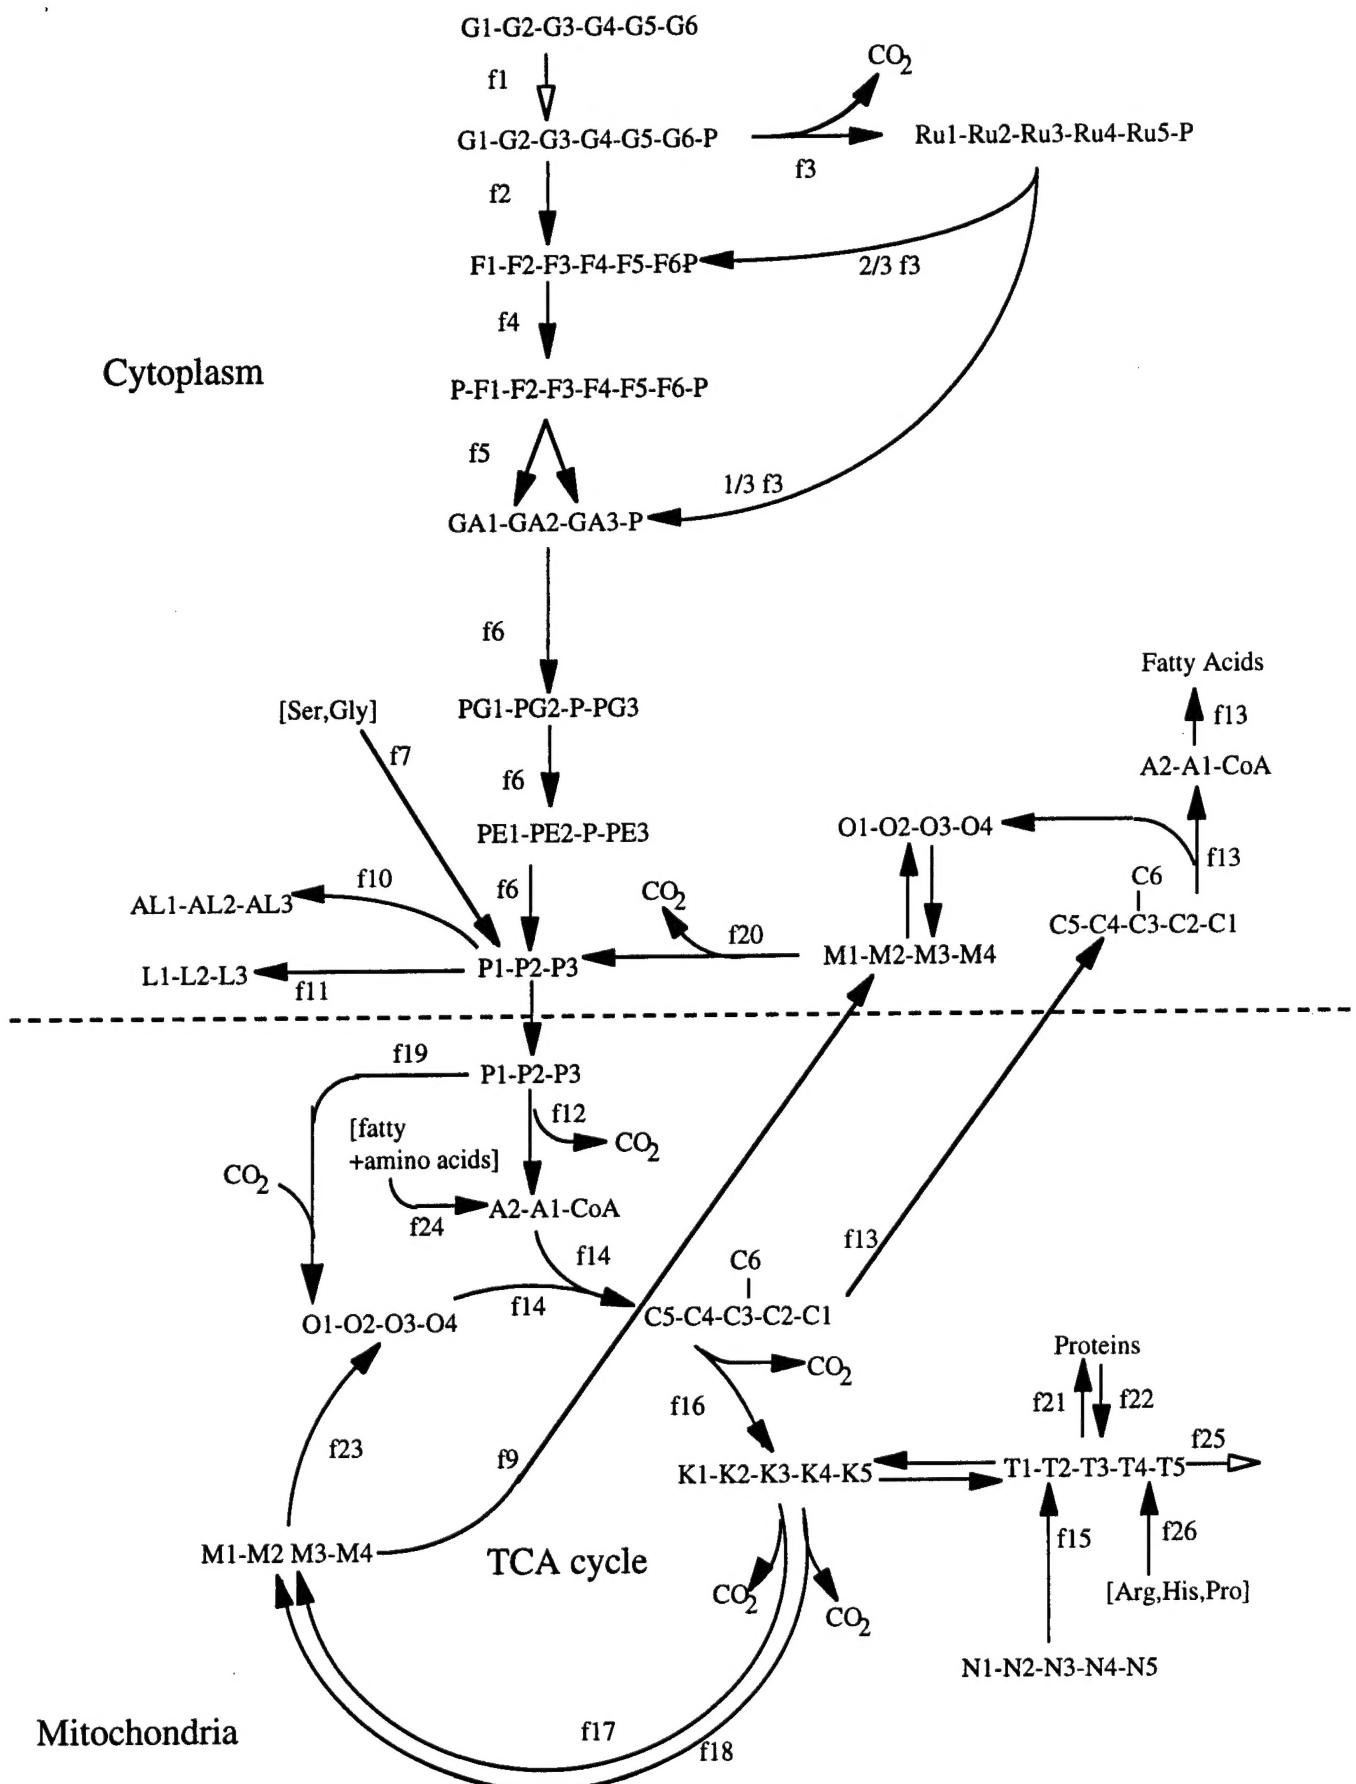 G1-G2-G3-G4-G5-G6
f1
CO2
G1-G2-G3-G4-G5-G6-P
f3
Ru1-Ru2-Ru3-Ru4-Ru5-P
f2
F1-F2-F3-F4-F5-F6P
2/3 f3
f4
Cytoplasm
P-F1-F2-F3-F4-F5-F6-P
f5
1/3 f3
GA1-GA2-GA3-P
f6
Fatty Acids
[Ser,Gly]
PG1-PG2-P-PG3
f13
f7
f6
A2-A1-CoA
PE1-PE2-P-PE3
O1-O2-O3-O4
f13
f10
f6
CO2
C6
AL1-AL2-AL3
f20
C5-C4-C3-C2-C1
L1-L2-L3
f11
P1-P2-P3
M1-M2-M3-M4
f19
P1-P2-P3
f12
CO2
[fatty
+amino acids]
CO2
f24
A2-A1-CoA
f14
f13
C6
f14
O1-O2-O3-O4
C5-C4-C3-C2-C1
CO2
Proteins
f16
f21
f22
f23
f9
f25
K1-K2-K3-K4-K5
T1-T2-T3-T4-T5
f15
f26
M1-M2 M3-M4
TCA cycle
CO2
CO2
[Arg,His,Pro]
N1-N2-N3-N4-N5
Mitochondria
f17
f18